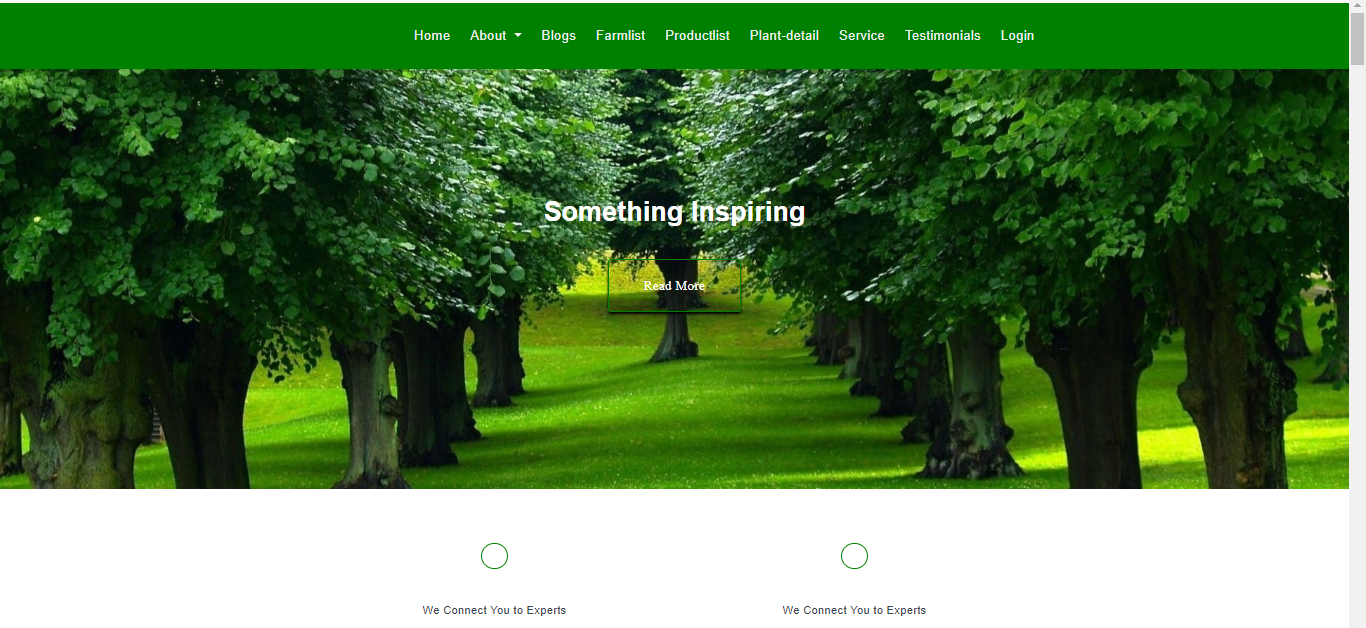 Home About Blogs Farmlist Productlist Plant-detail Service Testimonials Login
Something Inspiring
Read More
We Connect You to Experts We Connect You to Experts